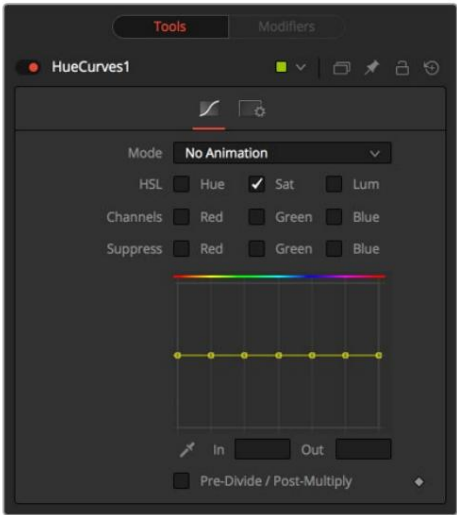 Tools Modifiers
HueCurves1
Mode No Animation
HSL Hue Sat Lum
Channels Red Green Blue
Suppress Red Green Blue
In Out
Pre-Divide / Post-Multiply